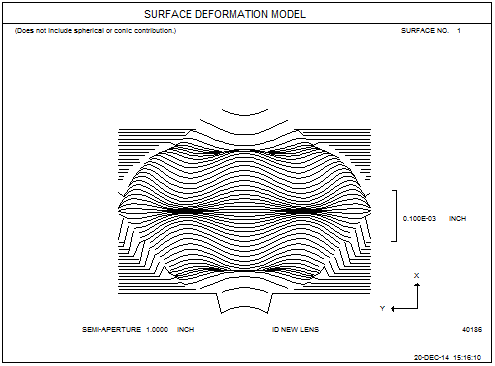 SURFACE DEFORMATION MODEL
(Does not include spherical or conic contribution.) SURFACE NO. 1
0.100E-03 INCH
X
Y
SEMI-APERTURE 1.0000 INCH ID NEW LENS 40186
20-DEC-14 15:16:10